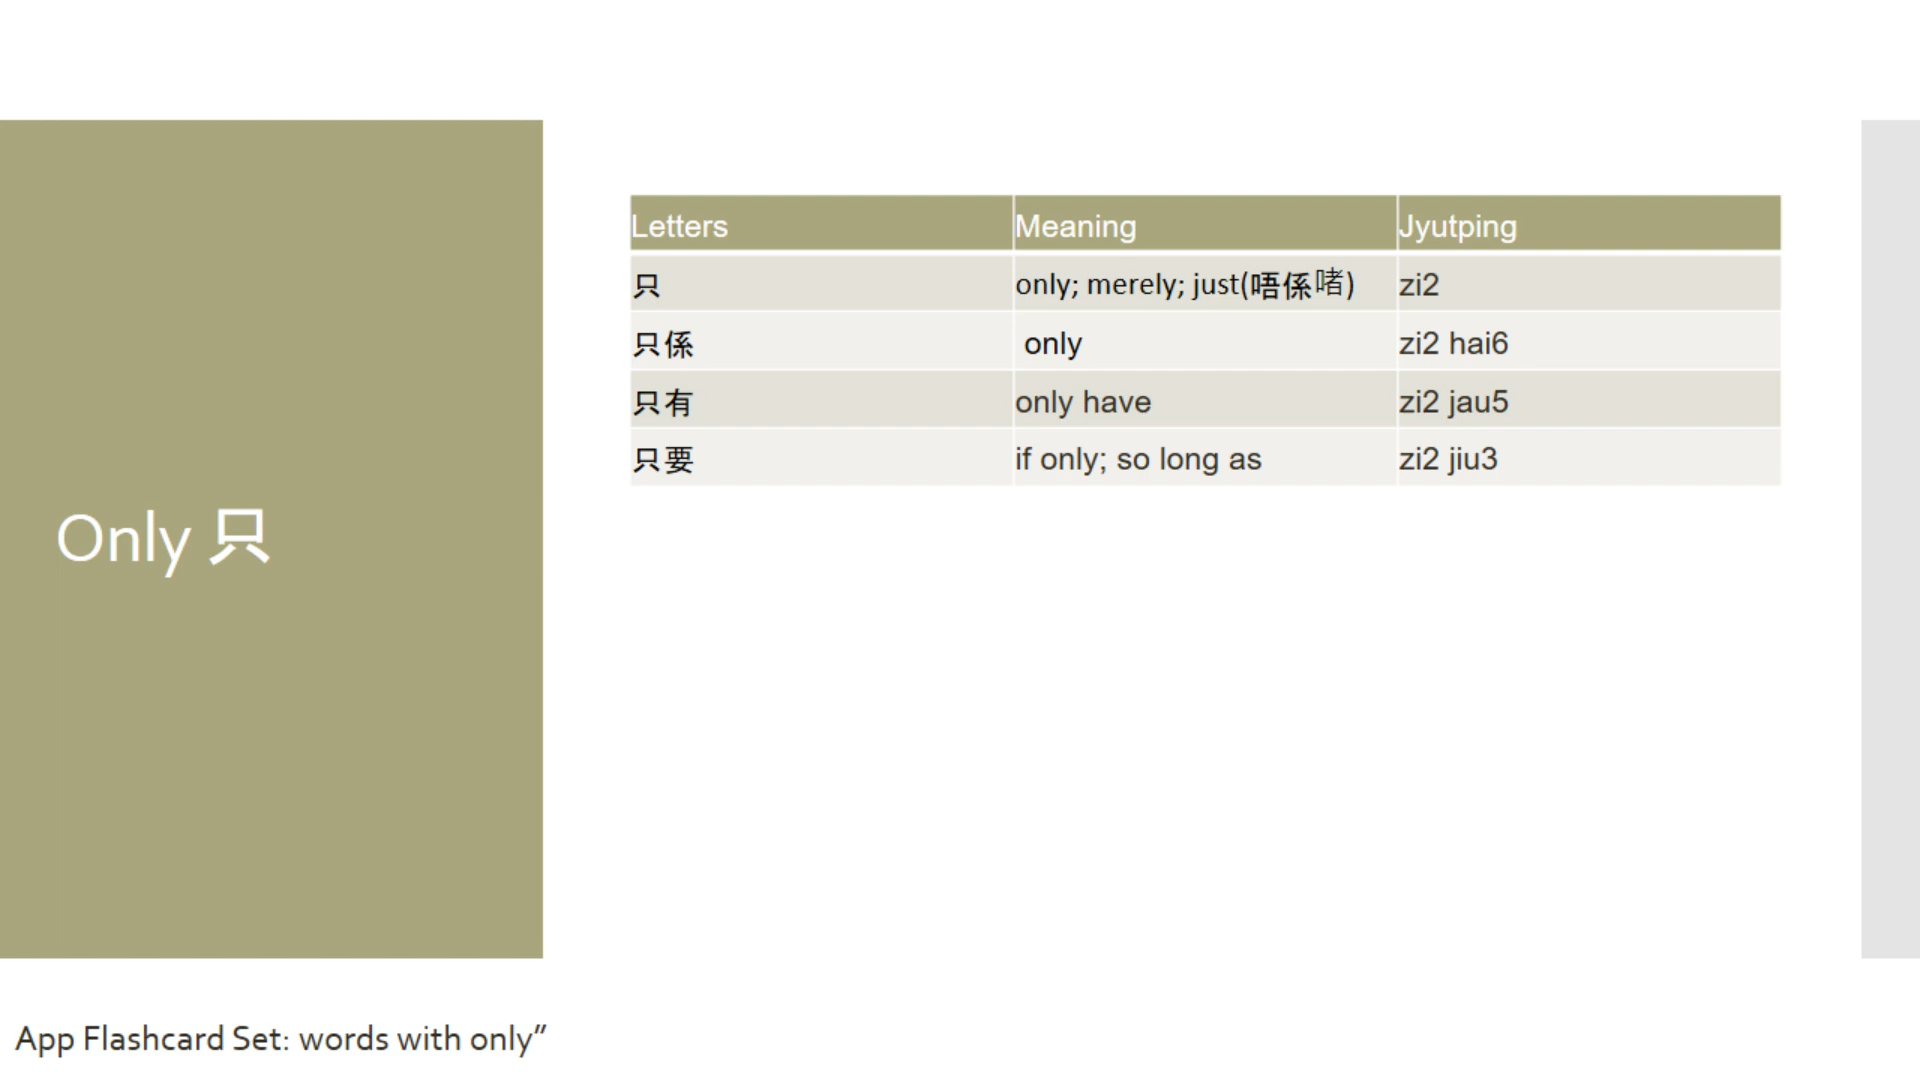 Letters Meaning Jyutping
只 only; merely; just(唔係啫) zi2
只係 only zi2 hai6
只有 only have zi2 jau5
只要 if only; so long as zi2 jiu3
Only 只
App Flashcard Set: words with only”